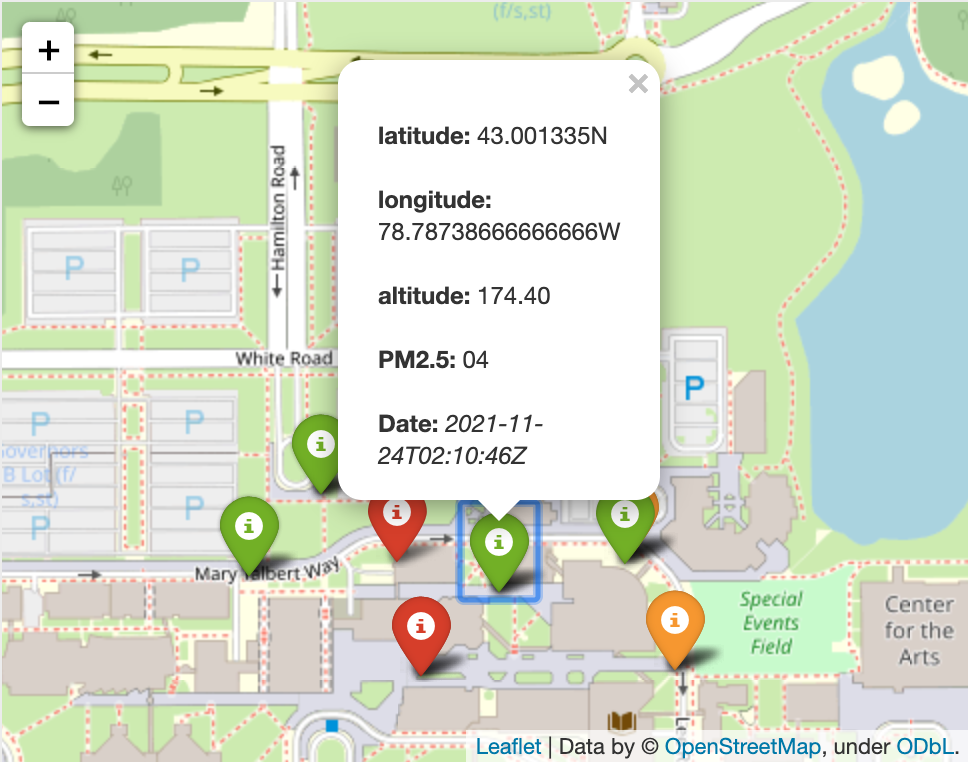 (f/s,st)
+
−
×
latitude: 43.001335N
longitude:
78.78738666666666W
altitude: 174.40
PM2.5: 04
Date: 2021-11-
24T02:10:46Z
Hamilton Road
P
P
White Road
P
P
P
Governors
B Lot (f/
s,st)
P
P
i
i
i
i
i
Mary Talbert Way
i
i
Special
Events
Field
Center
for the
Arts
Leaflet | Data by © OpenStreetMap, under ODbL.